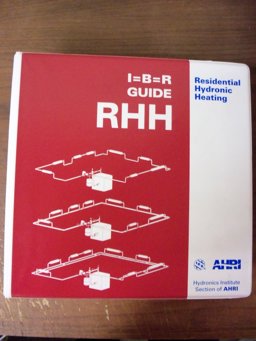 I=B=R
GUIDE
RHH
Residential
Hydronic
Heating
AHRI
Hydronics Institute
Section of AHRI